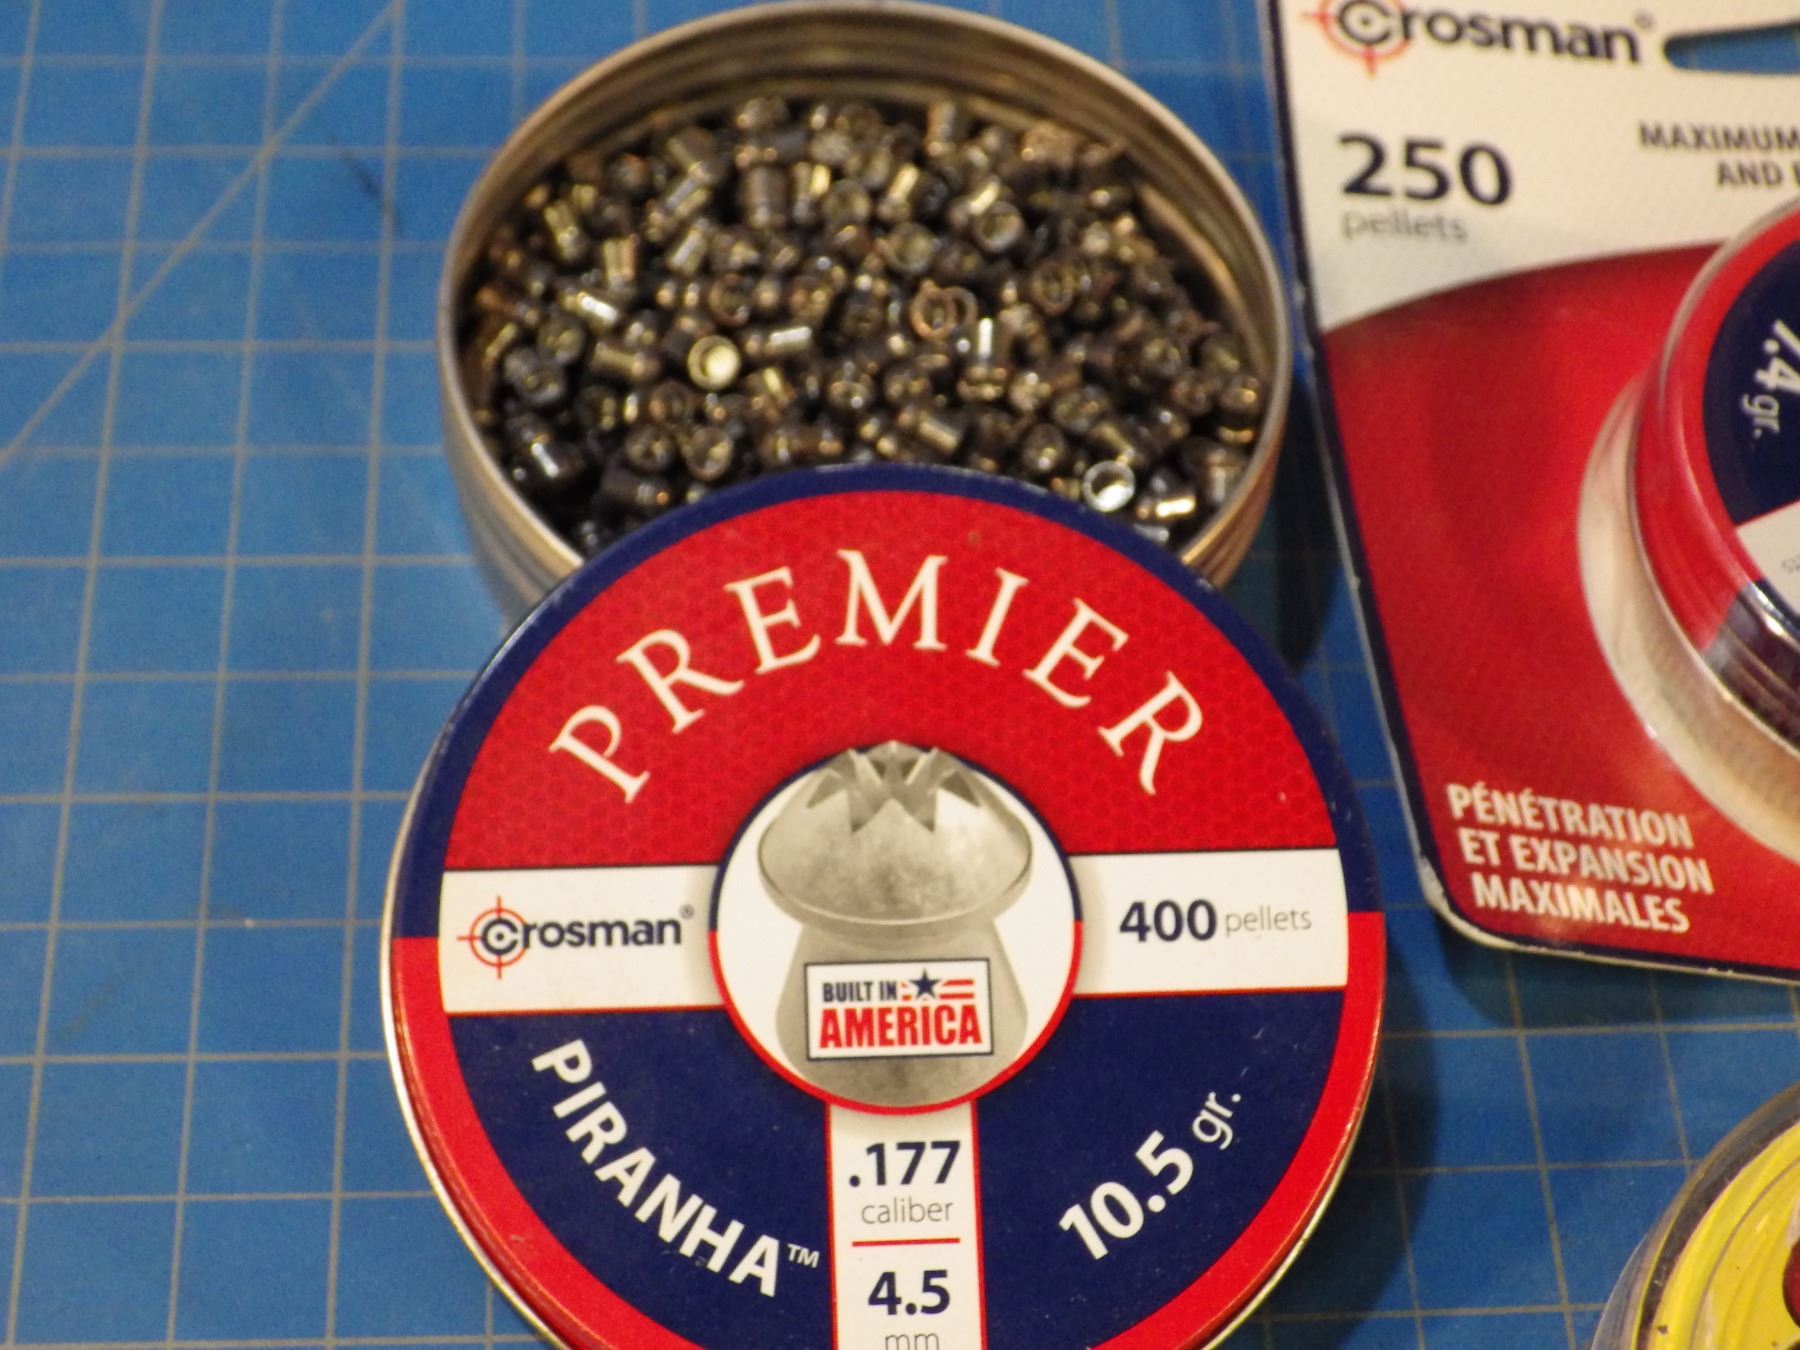 Crosman®
250
pellets
MAXIMUM
AND
7.4 gr.
PÉNÉTRATION
ET EXPANSION
MAXIMALES
PREMIER
Crosman®
400 pellets
BUILT IN
AMERICA
PIRANHA™
10.5 gr.
.177
caliber
4.5
mm